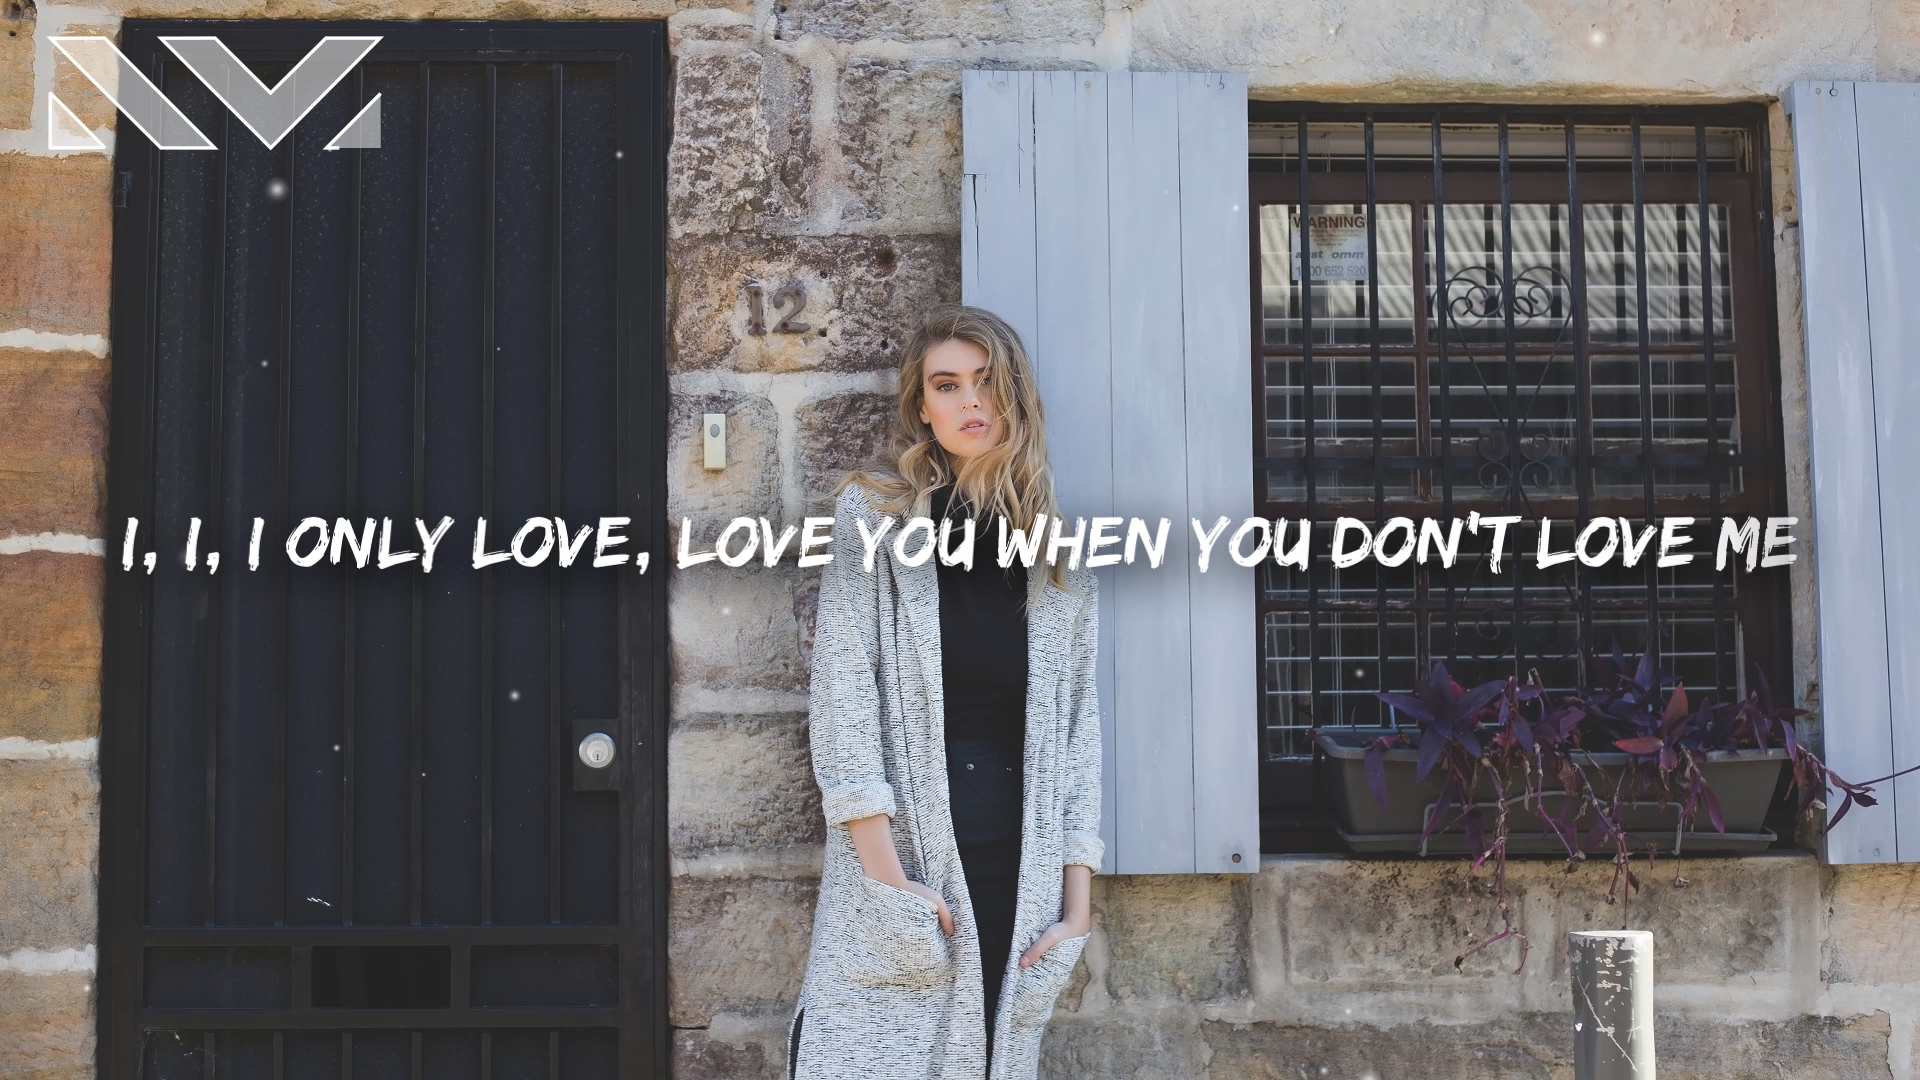 WARNING
12
I, I, I ONLY LOVE, LOVE YOU WHEN YOU DON'T LOVE ME